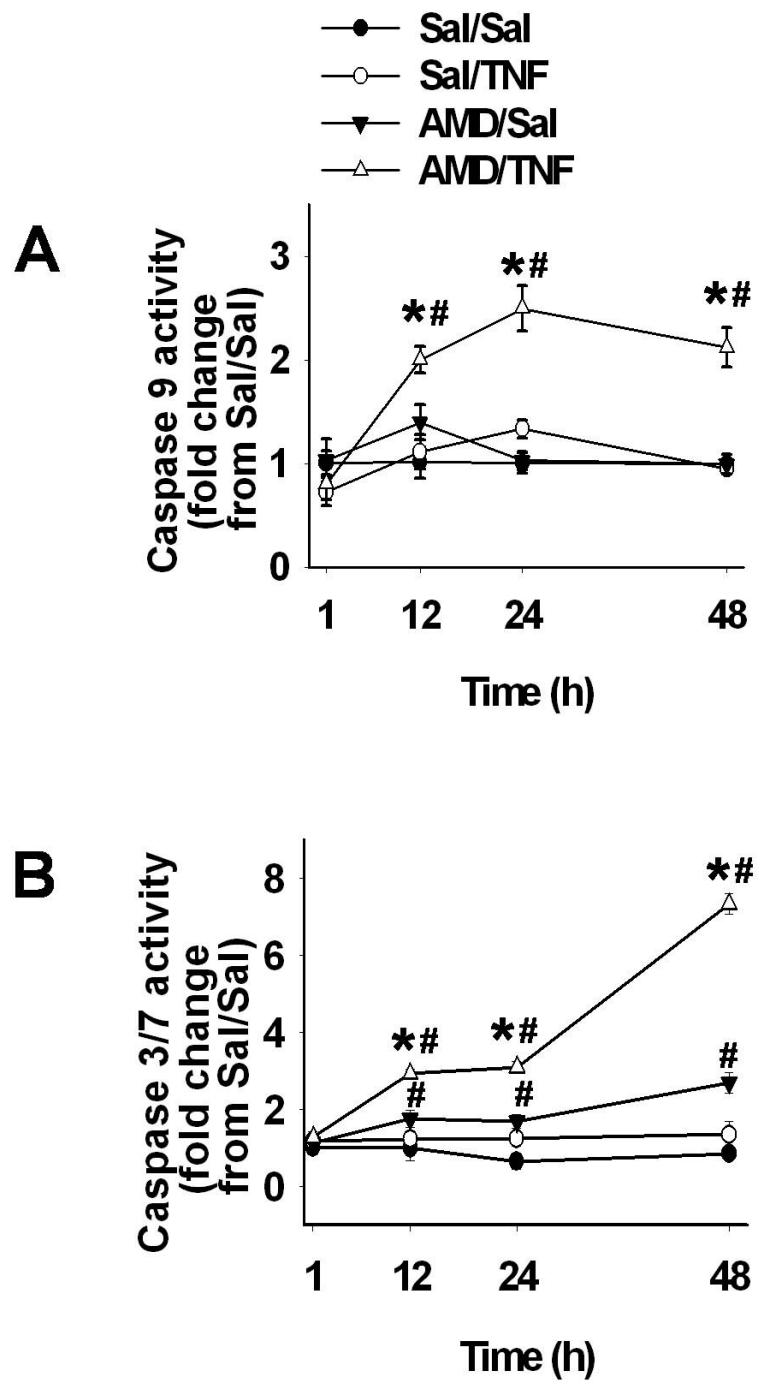 Sal/Sal
Sal/TNF
AMD/Sal
AMD/TNF
A
Caspase 9 activity
(fold change
from Sal/Sal)
3
2
1
0
*#
*#
*#
1 12 24 48
Time (h)
B
Caspase 3/7 activity
(fold change
from Sal/Sal)
8
6
4
2
0
*#
*#
*#
#
#
#
1 12 24 48
Time (h)